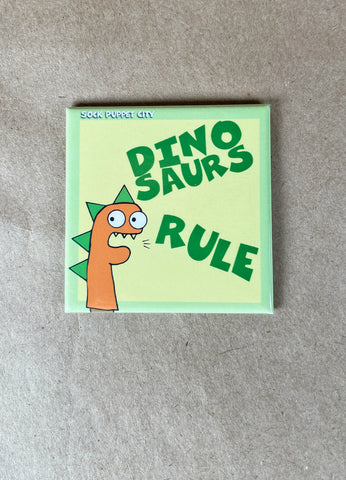 SOCK PUPPET CITY
DINO
SAURS
RULE